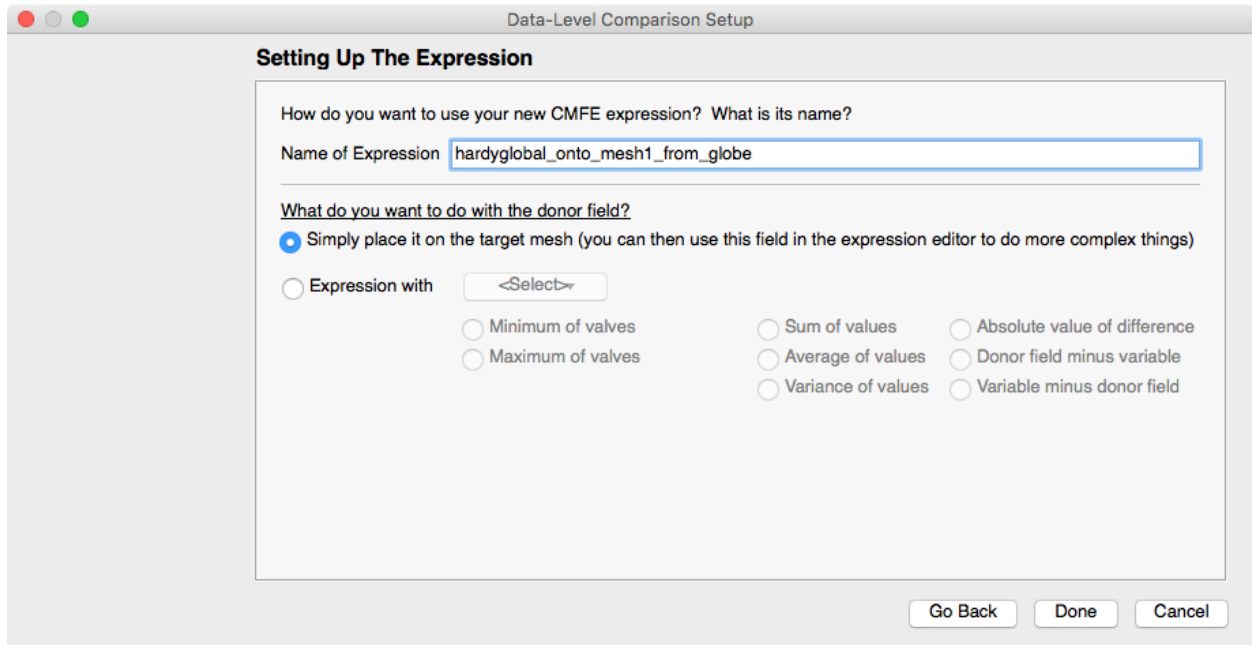 Data-Level Comparison Setup
Setting Up The Expression
How do you want to use your new CMFE expression? What is its name?
Name of Expression hardyglobal_onto_mesh1_from_globe
What do you want to do with the donor field?
Simply place it on the target mesh (you can then use this field in the expression editor to do more complex things)
Expression with <Select>
Minimum of valves Sum of values Absolute value of difference
Maximum of valves Average of values Donor field minus variable
Variance of values Variable minus donor field
Go Back Done Cancel